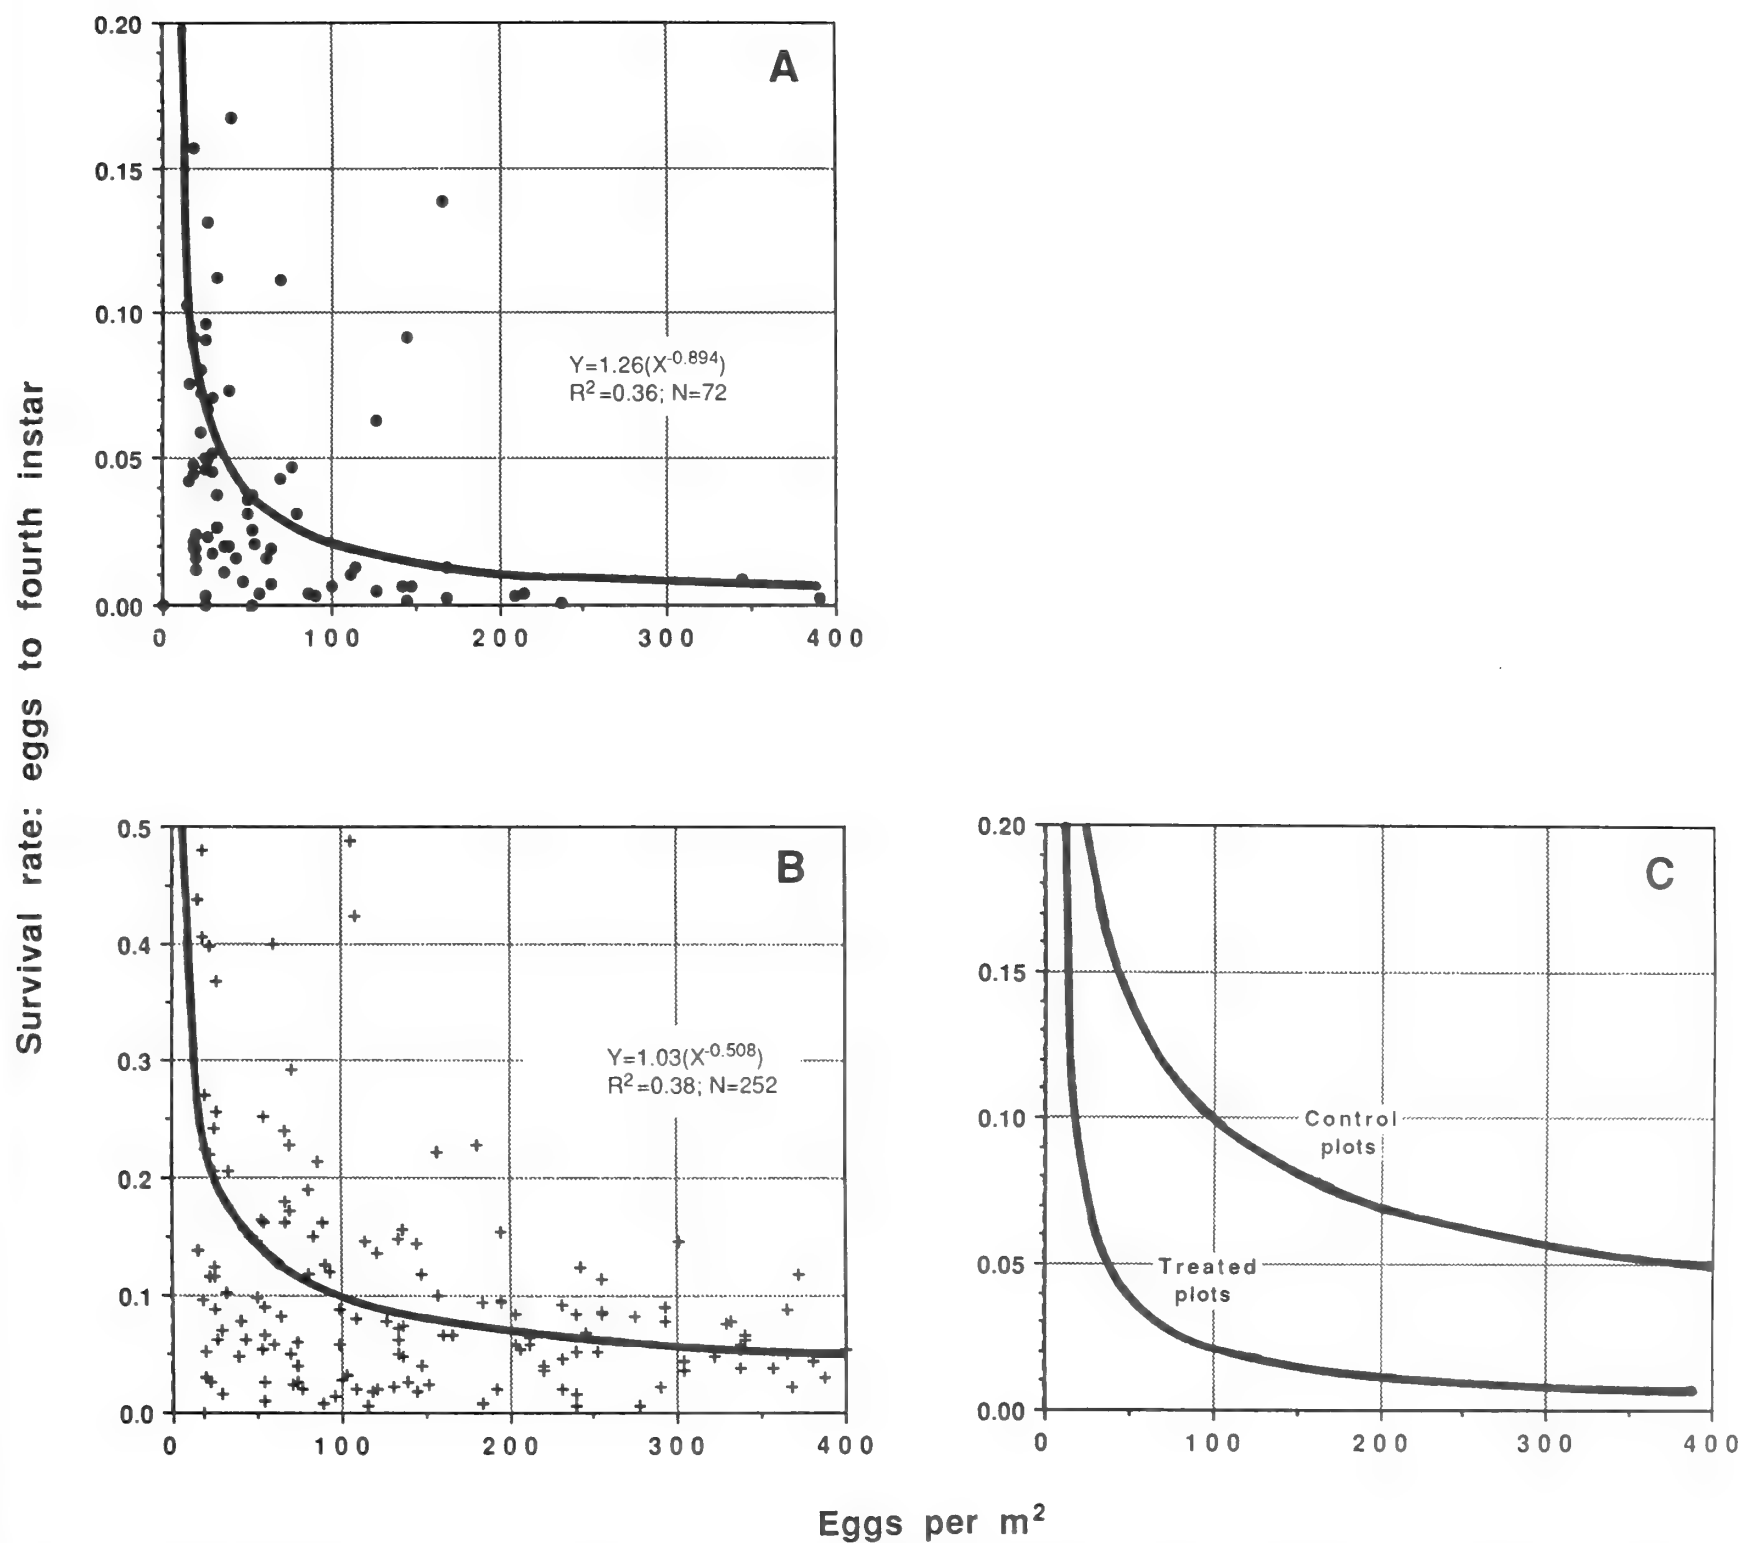 Survival rate: eggs to fourth instar
A
0.20
0.15
0.10
0.05
0.00
Y=1.26(X^-0.894)
R²=0.36; N=72
0 100 200 300 400
B
0.5
0.4
0.3
0.2
0.1
0.0
Y=1.03(X^-0.508)
R²=0.38; N=252
0 100 200 300 400
C
0.20
0.15
0.10
0.05
0.00
Control
plots
Treated
plots
0 100 200 300 400
Eggs per m²